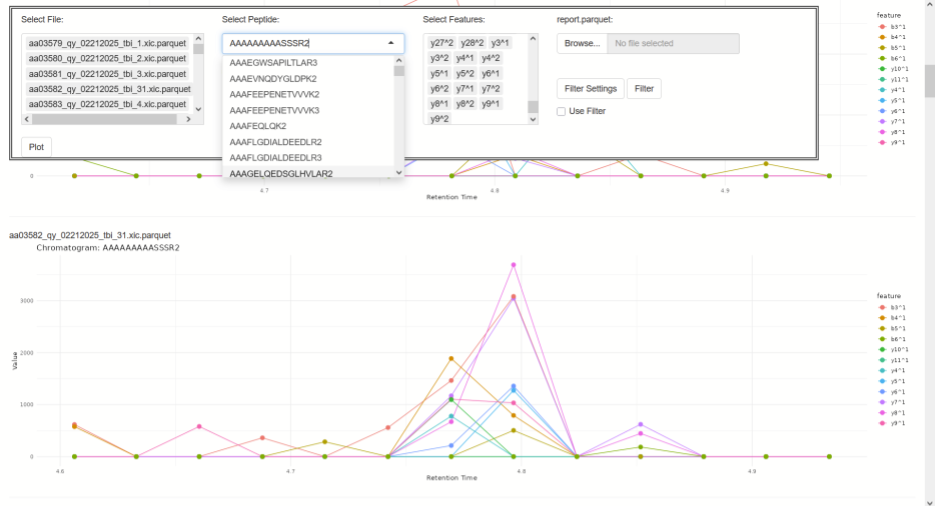 Select File:
Select Peptide:
Select Features:
report.parquet:
aa03579_qy_02212025_tbi_1.xic.parquet
aa03580_qy_02212025_tbi_2.xic.parquet
aa03581_qy_02212025_tbi_3.xic.parquet
aa03582_qy_02212025_tbi_31.xic.parquet
aa03583_qy_02212025_tbi_4.xic.parquet
AAAAAAAAASSSR2
AAAEGWSAPILTLAR3
AAAEVNQDYGLDPK2
AAAFEEPENETVVVK2
AAAFEEPENETVVVK3
AAAFEQLQK2
AAAFLGDIALDEEDLR2
AAAFLGDIALDEEDLR3
AAAGELQEDSGLHVLAR2
y27^2 y28^2 y3^1
y3^2 y4^1 y4^2
y5^1 y5^2 y6^1
y6^2 y7^1 y7^2
y8^1 y8^2 y9^1
y9^2
Browse... No file selected
Filter Settings Filter
Use Filter
Plot
feature
b3^1
b4^1
b5^1
b6^1
y10^1
y11^1
y4^1
y5^1
y6^1
y7^1
y8^1
y9^1
0
4.7 4.8 4.9
Retention Time
aa03582_qy_02212025_tbi_31.xic.parquet
Chromatogram: AAAAAAAAASSSR2
Value
3000
2000
1000
0
4.6 4.7 4.8 4.9
Retention Time
feature
b3^1
b4^1
b5^1
b6^1
y10^1
y11^1
y4^1
y5^1
y6^1
y7^1
y8^1
y9^1